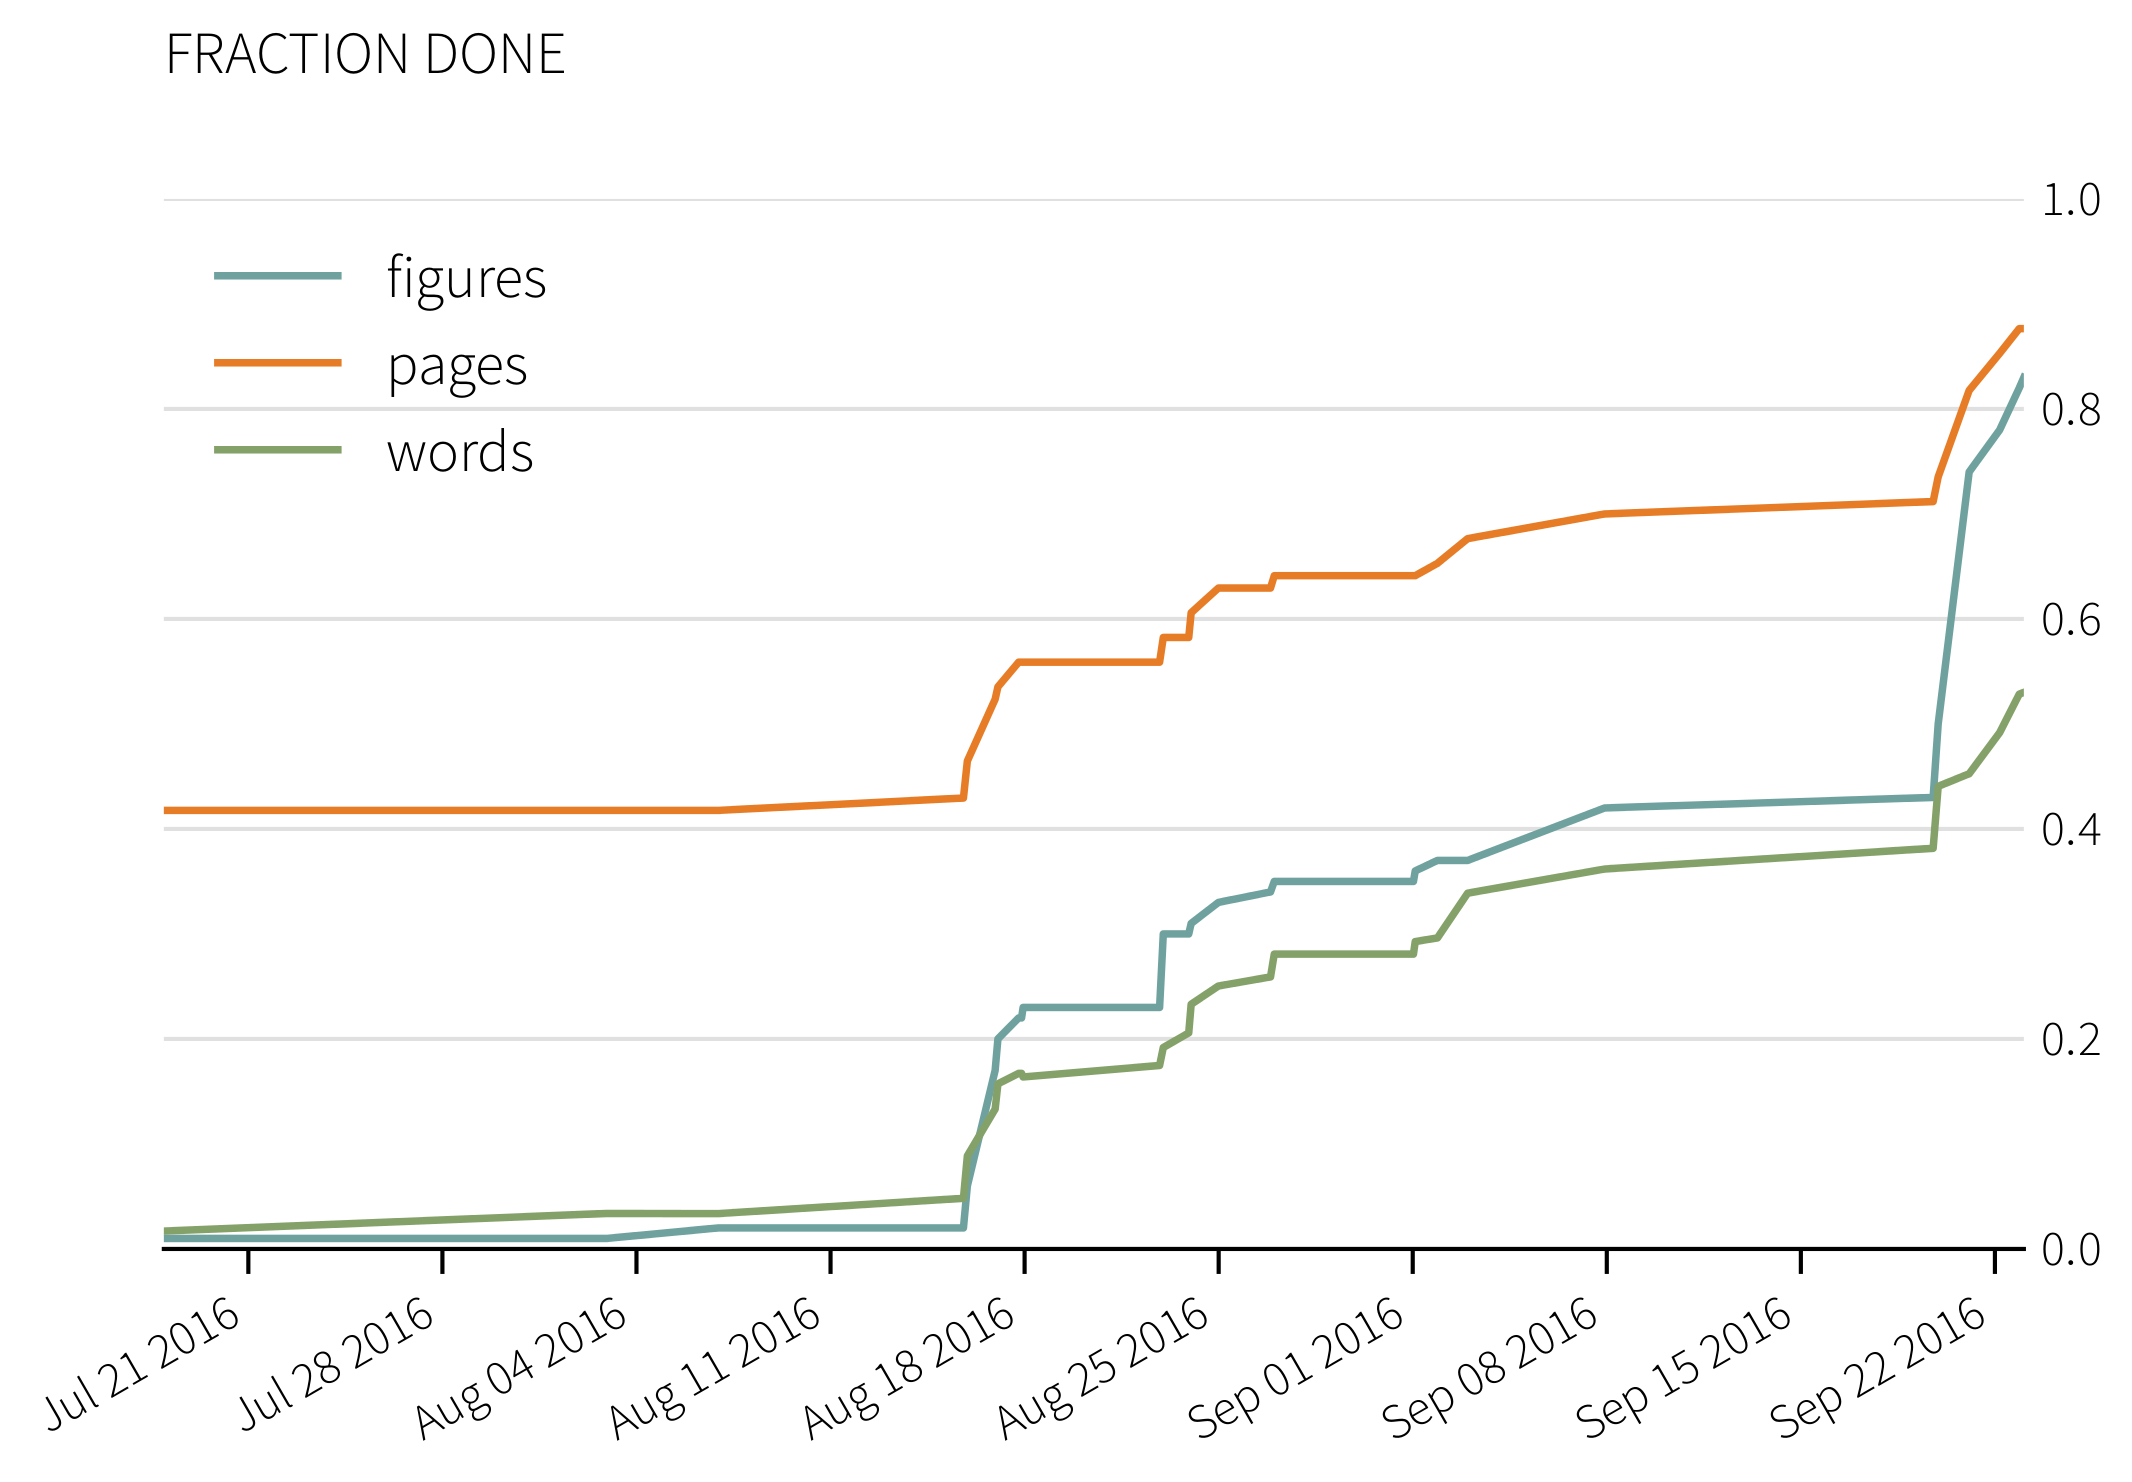 FRACTION DONE
1.0
figures
pages
0.8
words
0.6
0.4
0.2
0.0
Jul 21 2016
Jul 28 2016
Aug 04 2016
Aug 11 2016
Aug 18 2016
Aug 25 2016
Sep 01 2016
Sep 08 2016
Sep 15 2016
Sep 22 2016